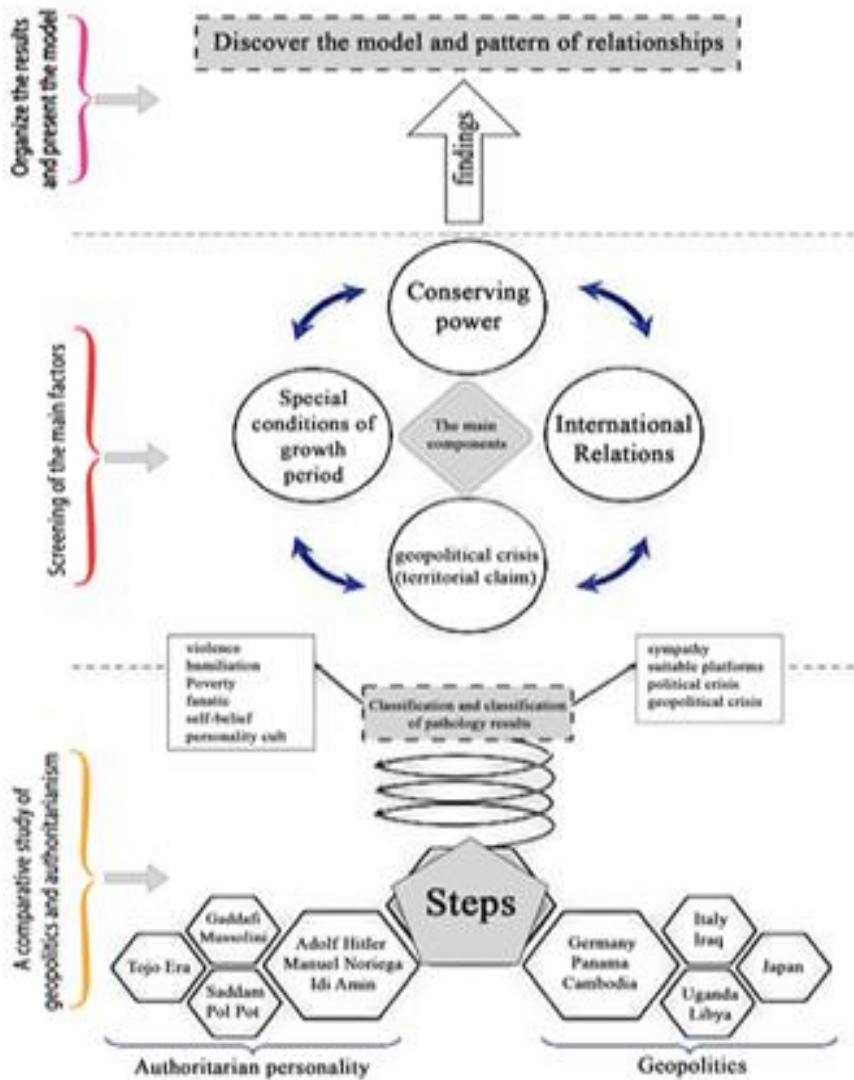 Discover the model and pattern of relationships
Organize the results
and present the model
findings
Conserving
power
Special
conditions of
growth
period
The main
components
International
Relations
geopolitical crisis
(territorial claim)
Screening of the main factors
violence
humiliation
Poverty
fanatic
self-belief
personality cult
Classification and classification
of pathology results
sympathy
suitable platforms
political crisis
geopolitical crisis
A comparative study of
geopolitics and authoritarianism
Steps
Tojo Era
Gaddafi
Mussolini
Saddam
Pol Pot
Adolf Hitler
Manuel Noriega
Idi Amin
Germany
Panama
Cambodia
Italy
Iraq
Uganda
Libya
Japan
Authoritarian personality
Geopolitics